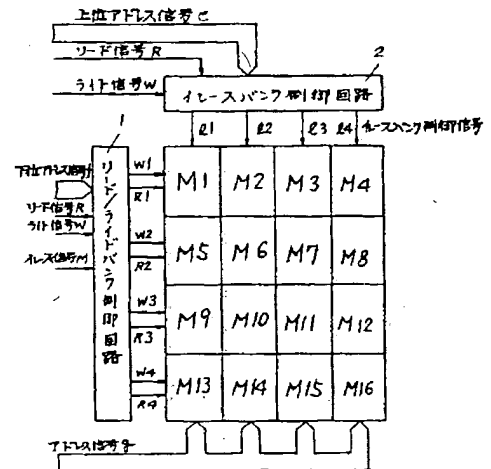 上位アドレス信号e
リード信号R
ライト信号W
2
イレースバンク制御回路
l1 l2 l3 l4 イレースバンク制御信号
1
下位アドレス信号f
リード信号R
ライト信号W
イレース信号M
リード/ライドバンク制御回路
W1
R1
W2
R2
W3
R3
W4
R4
M1 M2 M3 M4
M5 M6 M7 M8
M9 M10 M11 M12
M13 M14 M15 M16
アドレス信号g